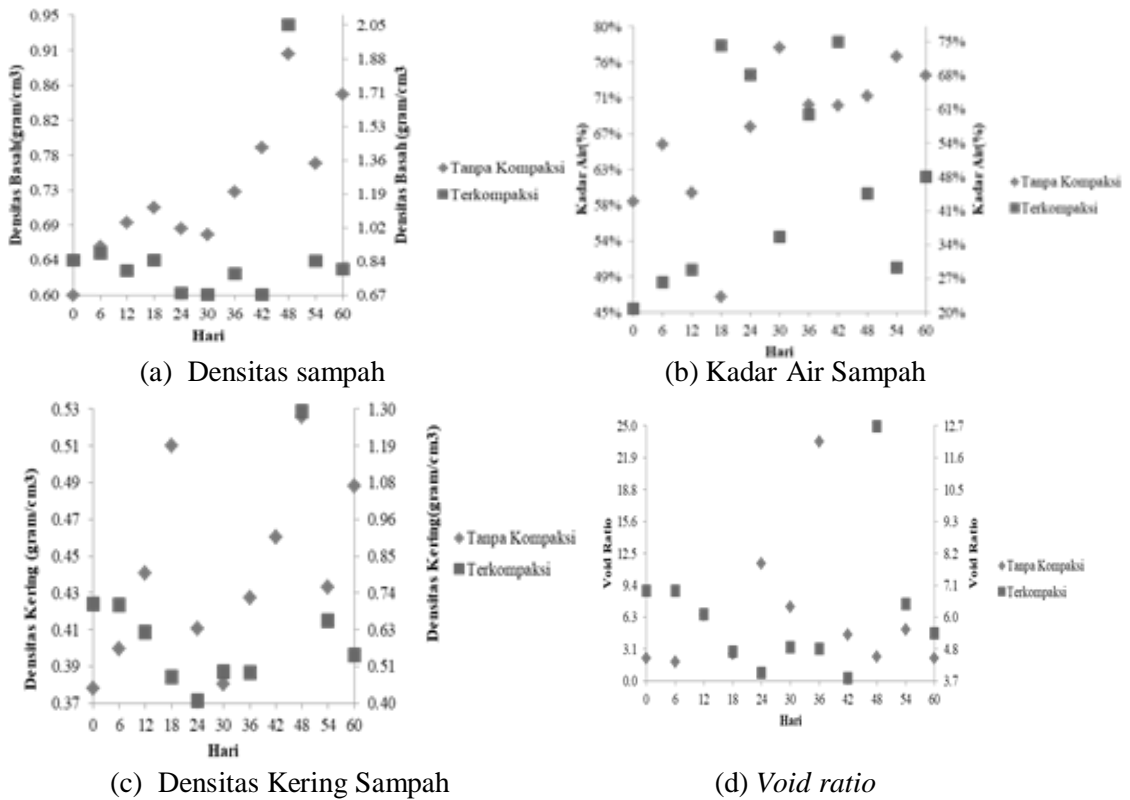 0.95
0.91
0.86
0.82
0.78
0.73
0.69
0.64
0.60
Densitas Basah(gram/cm3)
2.05
1.88
1.71
1.53
1.36
1.19
1.02
0.84
0.67
Densitas Basah(gram/cm3)
0 6 12 18 24 30 36 42 48 54 60
Hari
Tanpa Kompaksi
Terkompaksi
(a) Densitas sampah
80%
76%
71%
67%
63%
58%
54%
49%
45%
Kadar Air(%)
75%
68%
61%
54%
48%
41%
34%
27%
20%
Kadar Air(%)
0 6 12 18 24 30 36 42 48 54 60
Hari
Tanpa Kompaksi
Terkompaksi
(b) Kadar Air Sampah
0.53
0.51
0.49
0.47
0.45
0.43
0.41
0.39
0.37
Densitas Kering (gram/cm3)
1.30
1.19
1.08
0.96
0.85
0.74
0.63
0.51
0.40
Densitas Kering(gram/cm3)
0 6 12 18 24 30 36 42 48 54 60
Hari
Tanpa Kompaksi
Terkompaksi
(c) Densitas Kering Sampah
25.0
21.9
18.8
15.6
12.5
9.4
6.3
3.1
0.0
Void Ratio
12.7
11.6
10.5
9.3
8.2
7.1
6.0
4.8
3.7
Void Ratio
0 6 12 18 24 30 36 42 48 54 60
Hari
Tanpa Kompaksi
Terkompaksi
(d) Void ratio